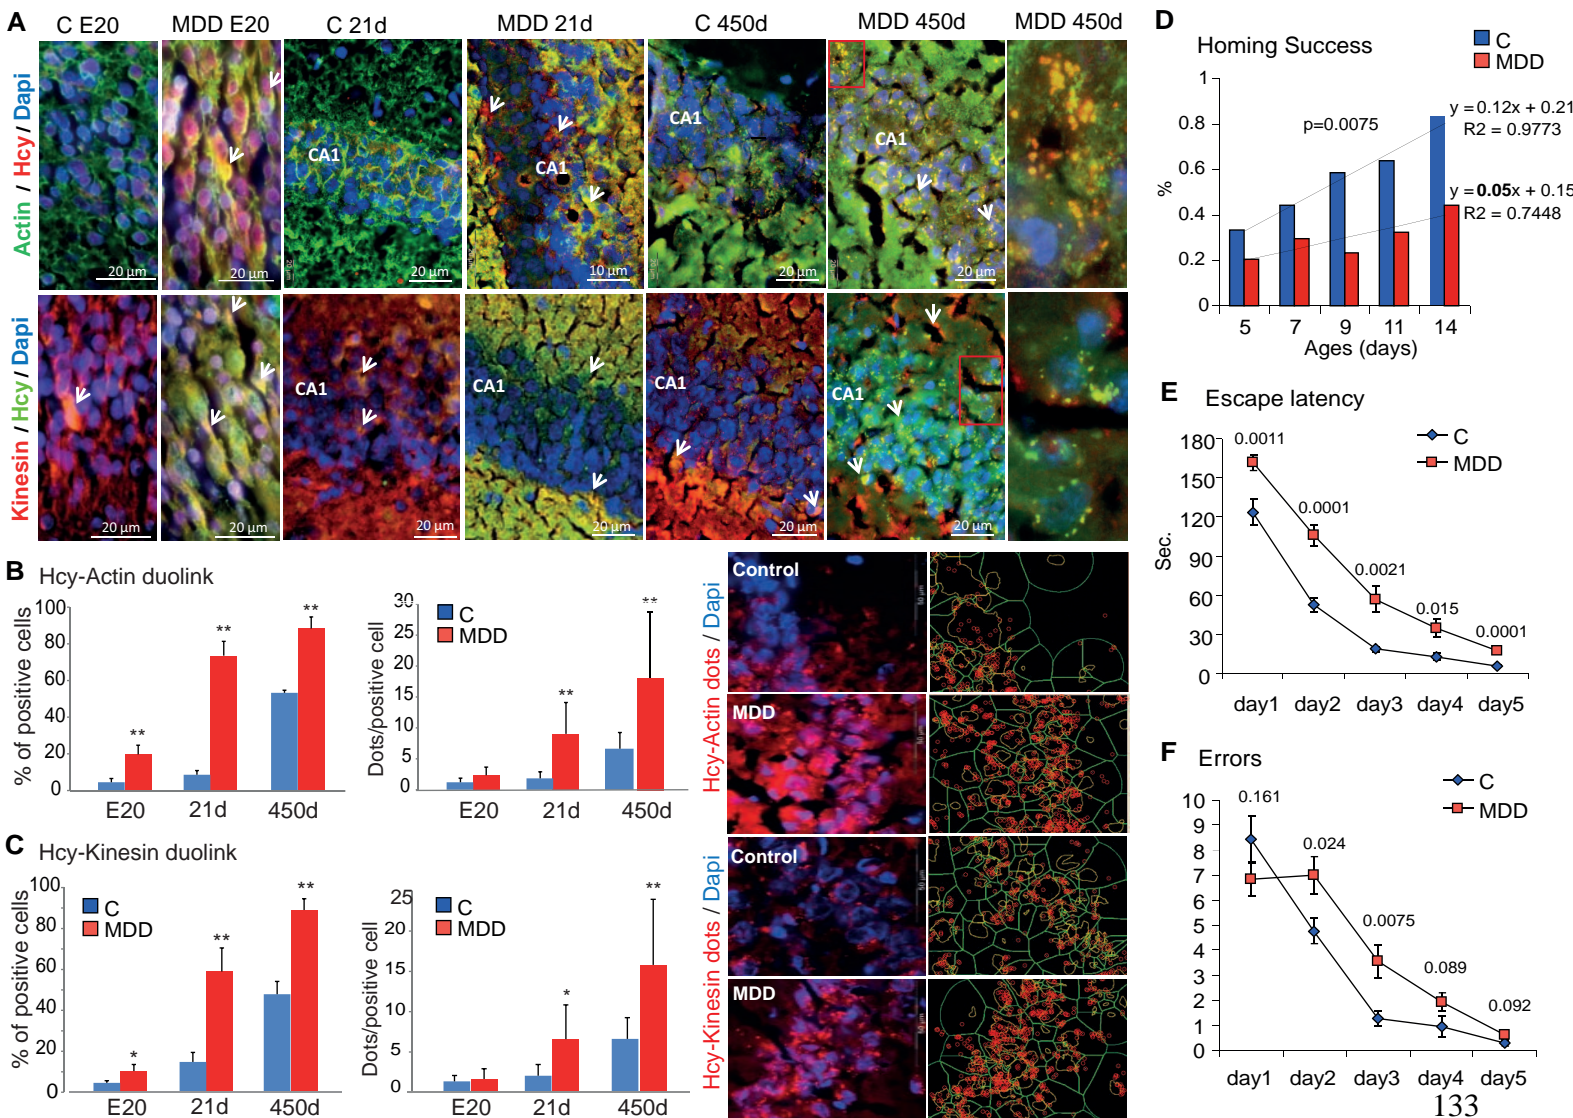 A
C E20
MDD E20
C 21d
MDD 21d
C 450d
MDD 450d
MDD 450d
Actin / Hcy / Dapi
CA1
CA1
CA1
CA1
20 µm
20 µm
20 µm
10 µm
20 µm
20 µm
Kinesin / Hcy / Dapi
CA1
CA1
CA1
CA1
20 µm
20 µm
20 µm
20 µm
20 µm
20 µm
B Hcy-Actin duolink
% of positive cells
100
80
60
40
20
0
**
**
**
E20
21d
450d
Dots/positive cell
30
25
20
15
10
5
0
C
MDD
**
**
E20
21d
450d
Hcy-Actin dots / Dapi
Control
50 µm
MDD
50 µm
C Hcy-Kinesin duolink
% of positive cells
100
80
60
40
20
0
C
MDD
*
**
**
E20
21d
450d
Dots/positive cell
25
20
15
10
5
0
C
MDD
*
**
E20
21d
450d
Hcy-Kinesin dots / Dapi
Control
50 µm
MDD
50 µm
D
Homing Success
C
MDD
%
1
0.8
0.6
0.4
0.2
0
p=0.0075
y = 0.12x + 0.21
R2 = 0.9773
y = 0.05x + 0.15
R2 = 0.7448
5
7
9
11
14
Ages (days)
E Escape latency
C
MDD
Sec.
180
150
120
90
60
30
0
0.0011
0.0001
0.0021
0.015
0.0001
day1
day2
day3
day4
day5
F Errors
C
MDD
10
9
8
7
6
5
4
3
2
1
0
0.161
0.024
0.0075
0.089
0.092
day1
day2
day3
day4
day5
133